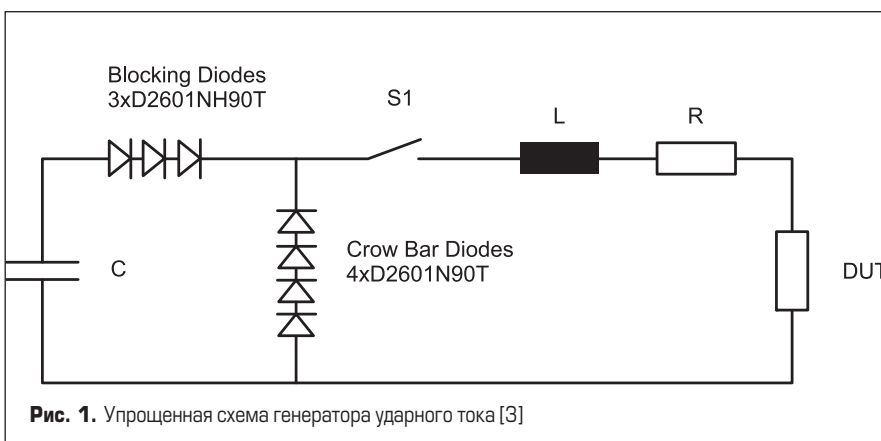 Blocking Diodes
3xD2601NH90T
S1
L
R
C
Crow Bar Diodes
4xD2601N90T
DUT
Рис. 1. Упрощенная схема генератора ударного тока [3]